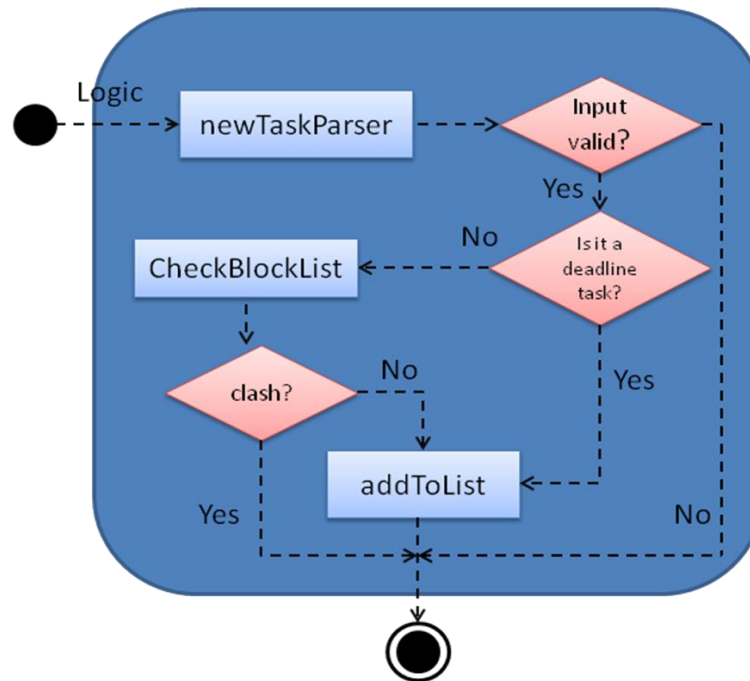 Logic
newTaskParser
Input
valid?
Yes
No
Is it a
deadline
task?
CheckBlockList
clash?
No
Yes
addToList
Yes
No